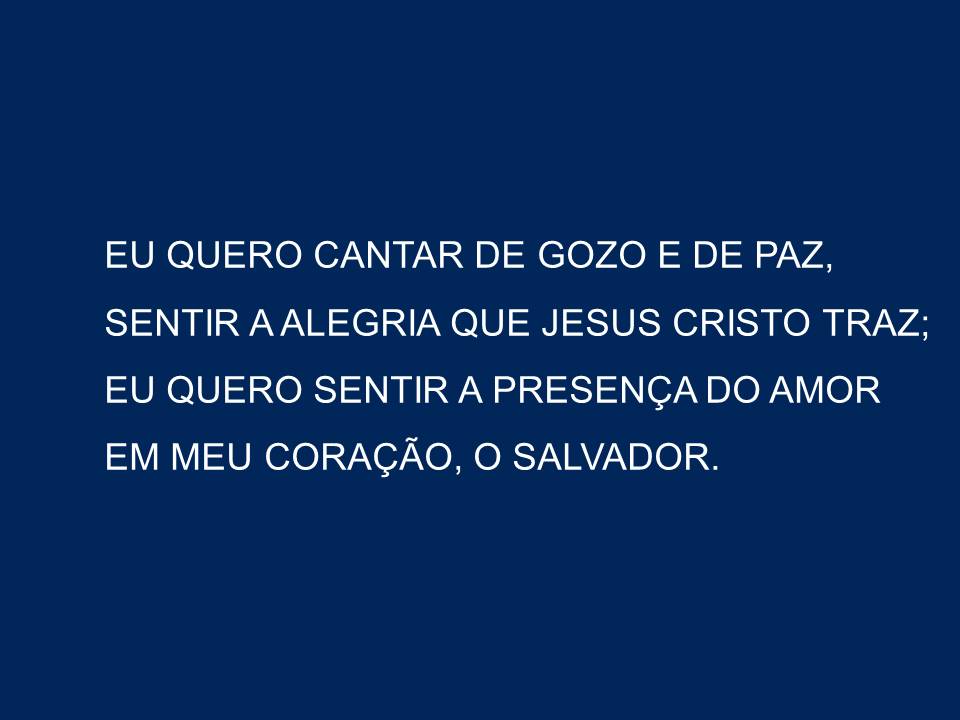 EU QUERO CANTAR DE GOZO E DE PAZ,
SENTIR A ALEGRIA QUE JESUS CRISTO TRAZ;
EU QUERO SENTIR A PRESENÇA DO AMOR
EM MEU CORAÇÃO, O SALVADOR.